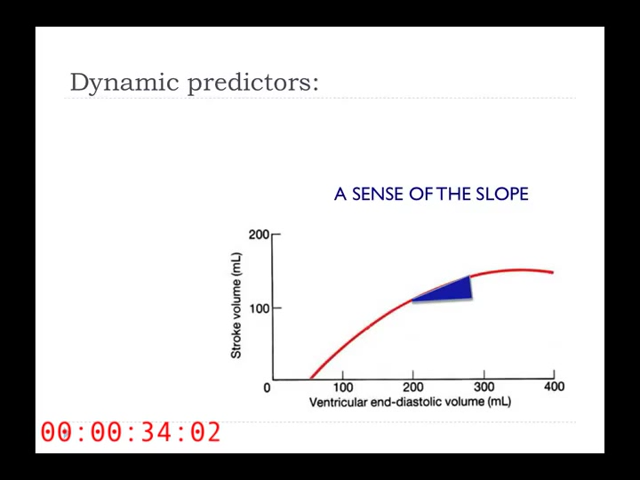 Dynamic predictors:
A SENSE OF THE SLOPE
200
100
Stroke volume (mL)
0 100 200 300 400
Ventricular end-diastolic volume (mL)
00:00:34:02